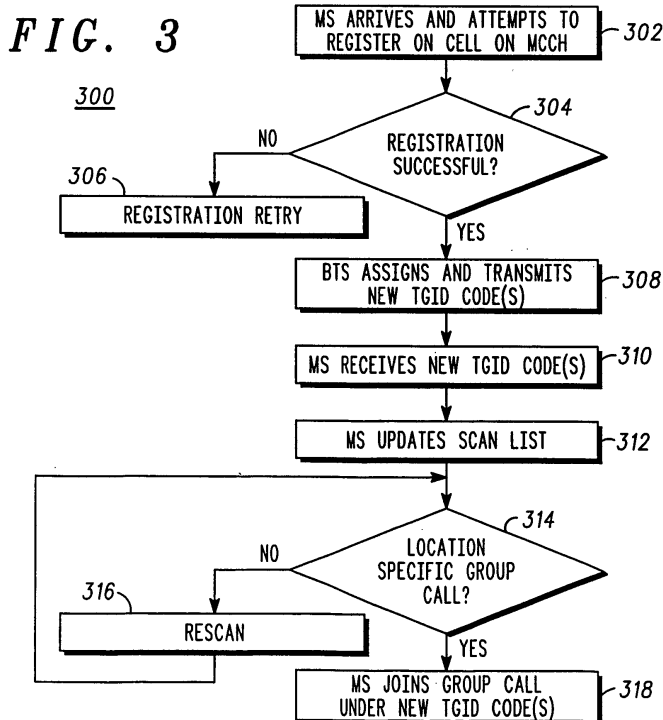 FIG. 3
300
MS ARRIVES AND ATTEMPTS TO
REGISTER ON CELL ON MCCH
302
304
REGISTRATION
SUCCESSFUL?
NO
306
REGISTRATION RETRY
YES
BTS ASSIGNS AND TRANSMITS
NEW TGID CODE(S)
308
MS RECEIVES NEW TGID CODE(S)
310
MS UPDATES SCAN LIST
312
314
LOCATION
SPECIFIC GROUP
CALL?
NO
316
RESCAN
YES
MS JOINS GROUP CALL
UNDER NEW TGID CODE(S)
318